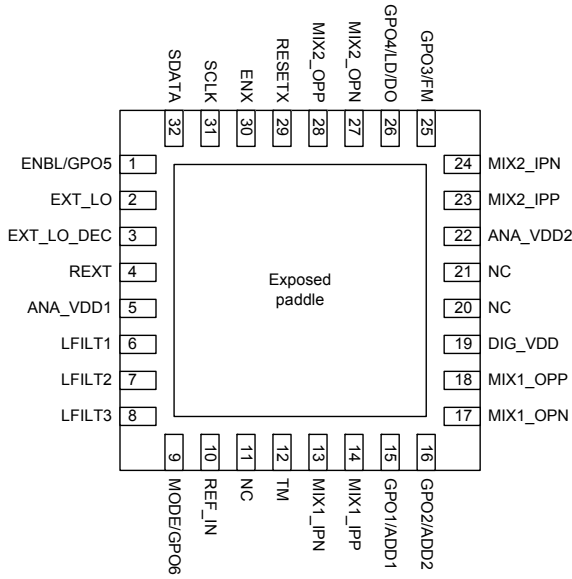 SDATA
SCLK
ENX
RESETX
MIX2_OPP
MIX2_OPN
GPO4/LD/DO
GPO3/FM
32
31
30
29
28
27
26
25
ENBL/GPO5 1
EXT_LO 2
EXT_LO_DEC 3
REXT 4
ANA_VDD1 5
LFILT1 6
LFILT2 7
LFILT3 8
Exposed
paddle
24 MIX2_IPN
23 MIX2_IPP
22 ANA_VDD2
21 NC
20 NC
19 DIG_VDD
18 MIX1_OPP
17 MIX1_OPN
9
10
11
12
13
14
15
16
MODE/GPO6
REF_IN
NC
TM
MIX1_IPN
MIX1_IPP
GPO1/ADD1
GPO2/ADD2